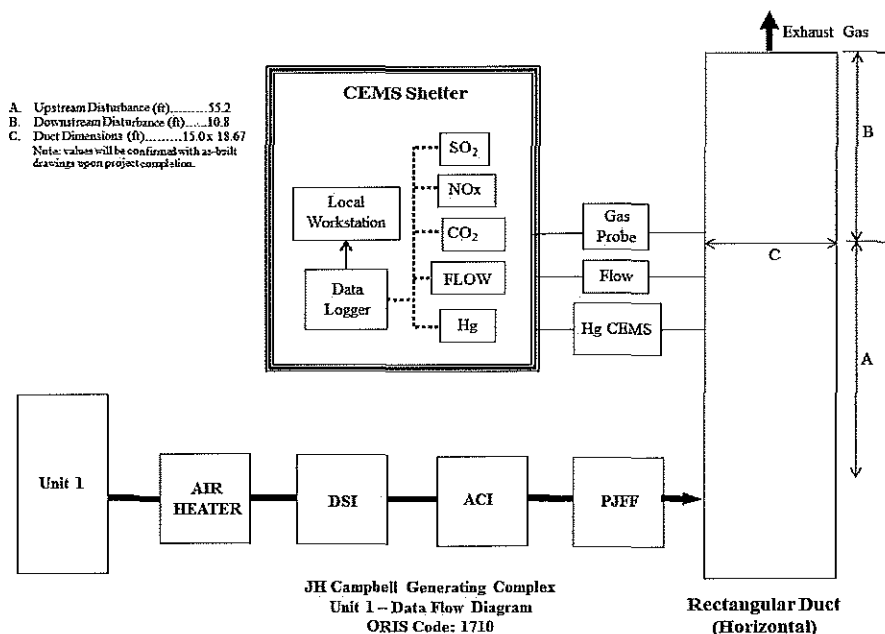 Exhaust Gas
A. Upstream Disturbance (ft)..........55.2
B. Downstream Disturbance (ft).....10.8
C. Duct Dimensions (ft).........15.0 x 18.67
Note: values will be confirmed with as-built
drawings upon project completion.
CEMS Shelter
SO2
NOx
CO2
FLOW
Hg
Local
Workstation
Data
Logger
Gas
Probe
Flow
Hg CEMS
B
C
A
Unit 1
AIR
HEATER
DSI
ACI
PJFF
JH Campbell Generating Complex
Unit 1 – Data Flow Diagram
ORIS Code: 1710
Rectangular Duct
(Horizontal)